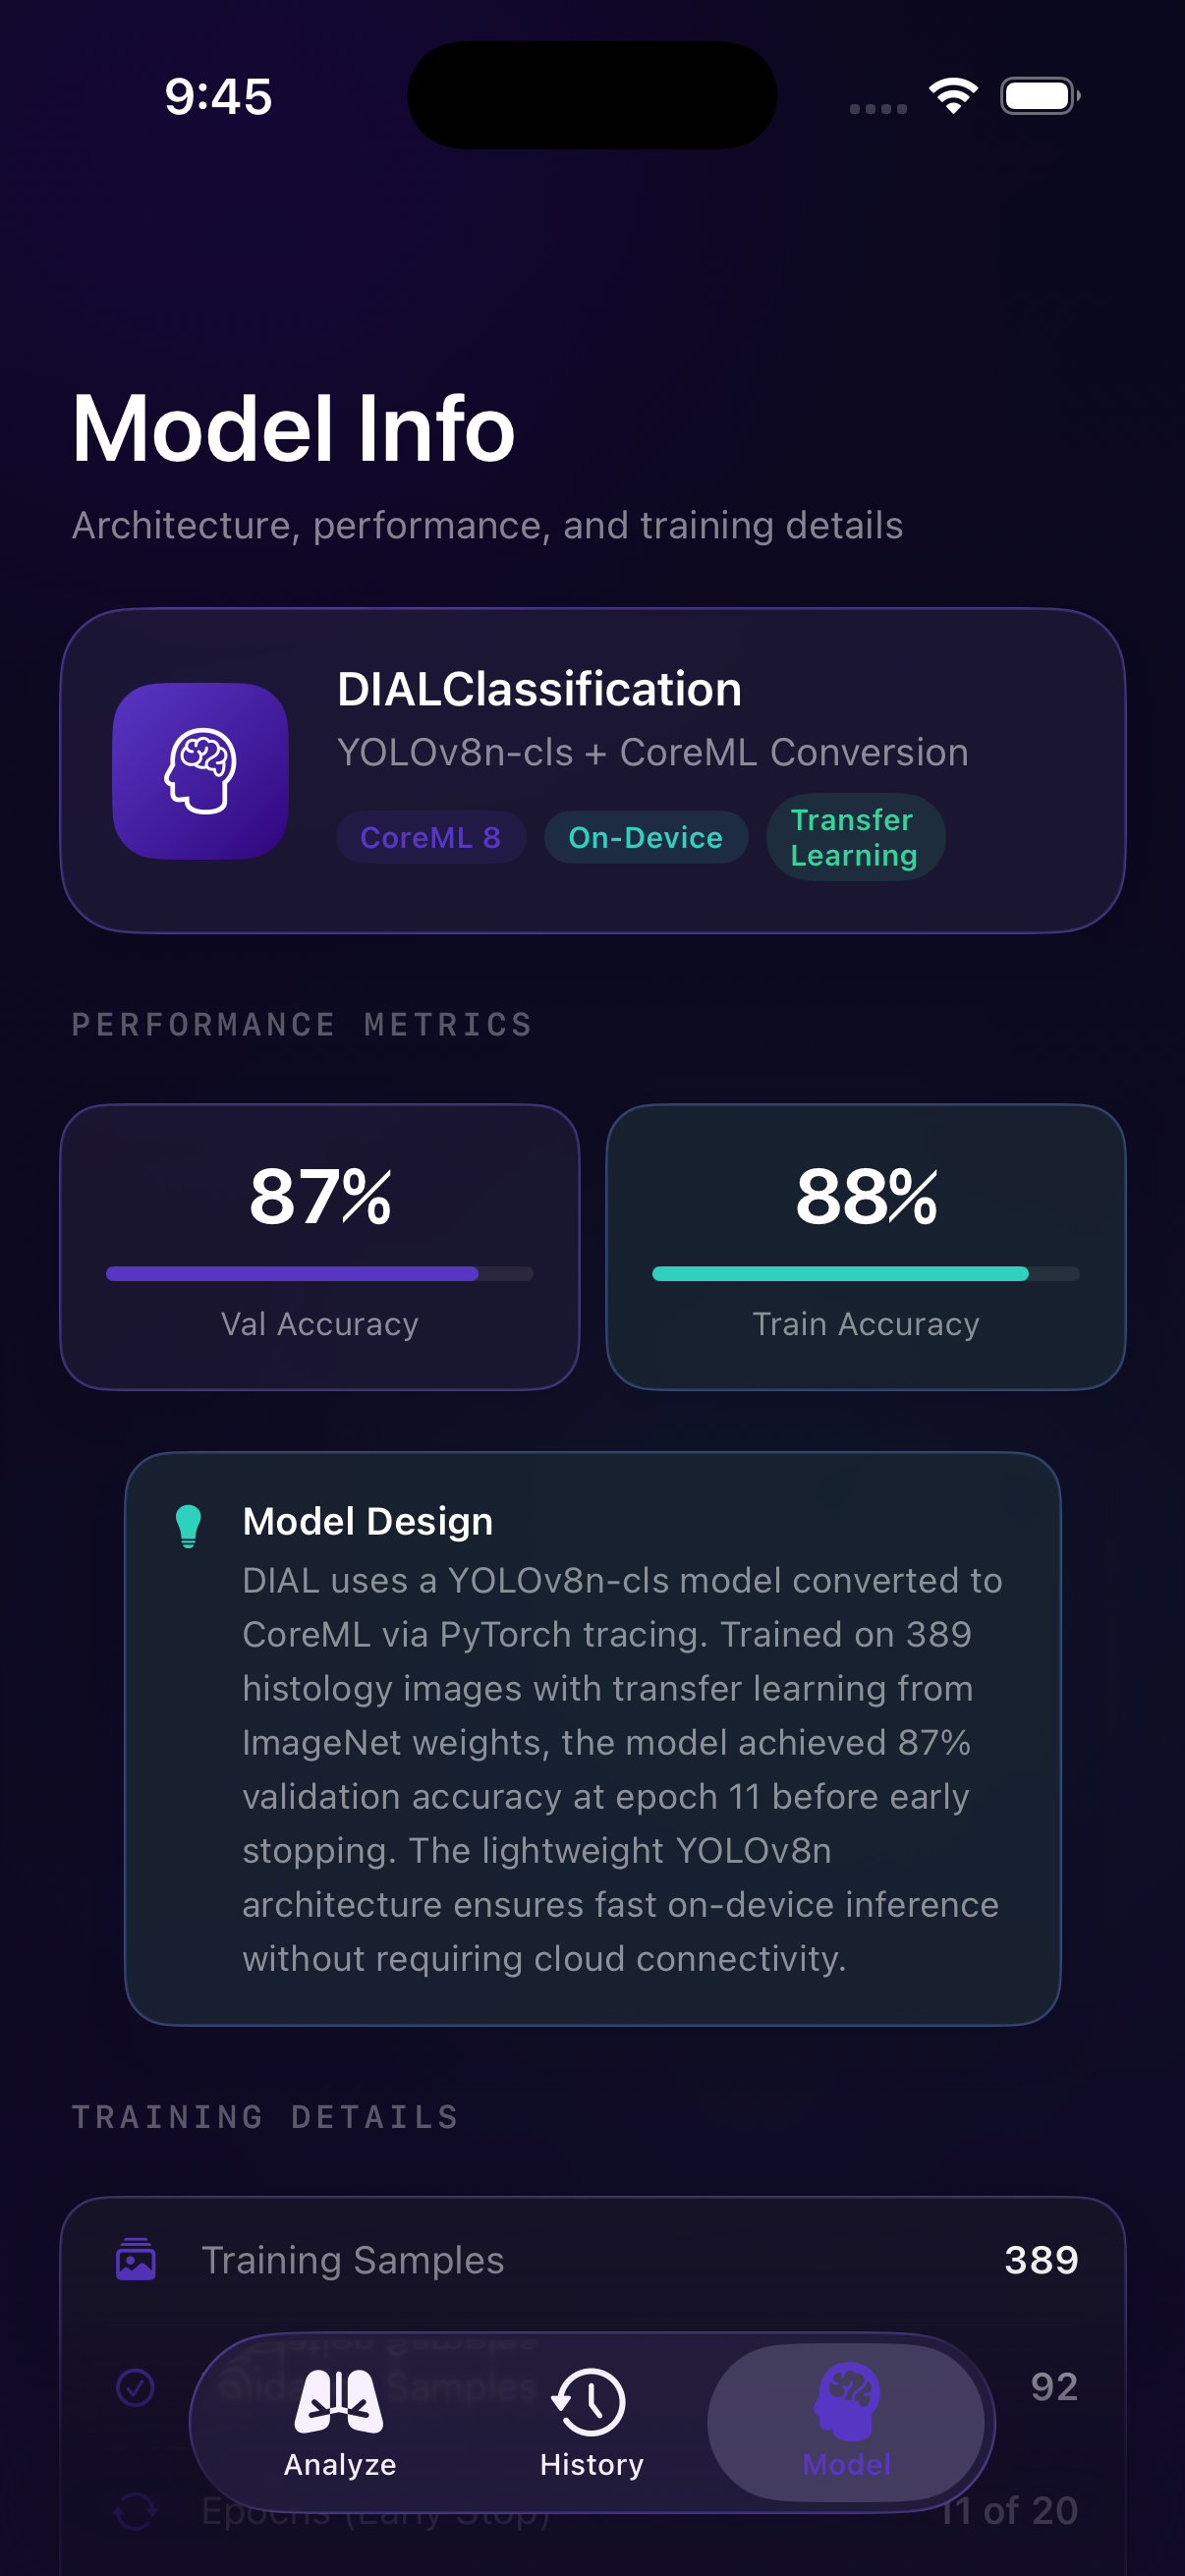 9:45
Model Info
Architecture, performance, and training details
DIALClassification
YOLOv8n-cls + CoreML Conversion
CoreML 8
On-Device
Transfer
Learning
PERFORMANCE METRICS
87%
Val Accuracy
88%
Train Accuracy
Model Design
DIAL uses a YOLOv8n-cls model converted to
CoreML via PyTorch tracing. Trained on 389
histology images with transfer learning from
ImageNet weights, the model achieved 87%
validation accuracy at epoch 11 before early
stopping. The lightweight YOLOv8n
architecture ensures fast on-device inference
without requiring cloud connectivity.
TRAINING DETAILS
Training Samples 389
Samples 92
Analyze
History
Model
Epochs (Early Stop) 11 of 20